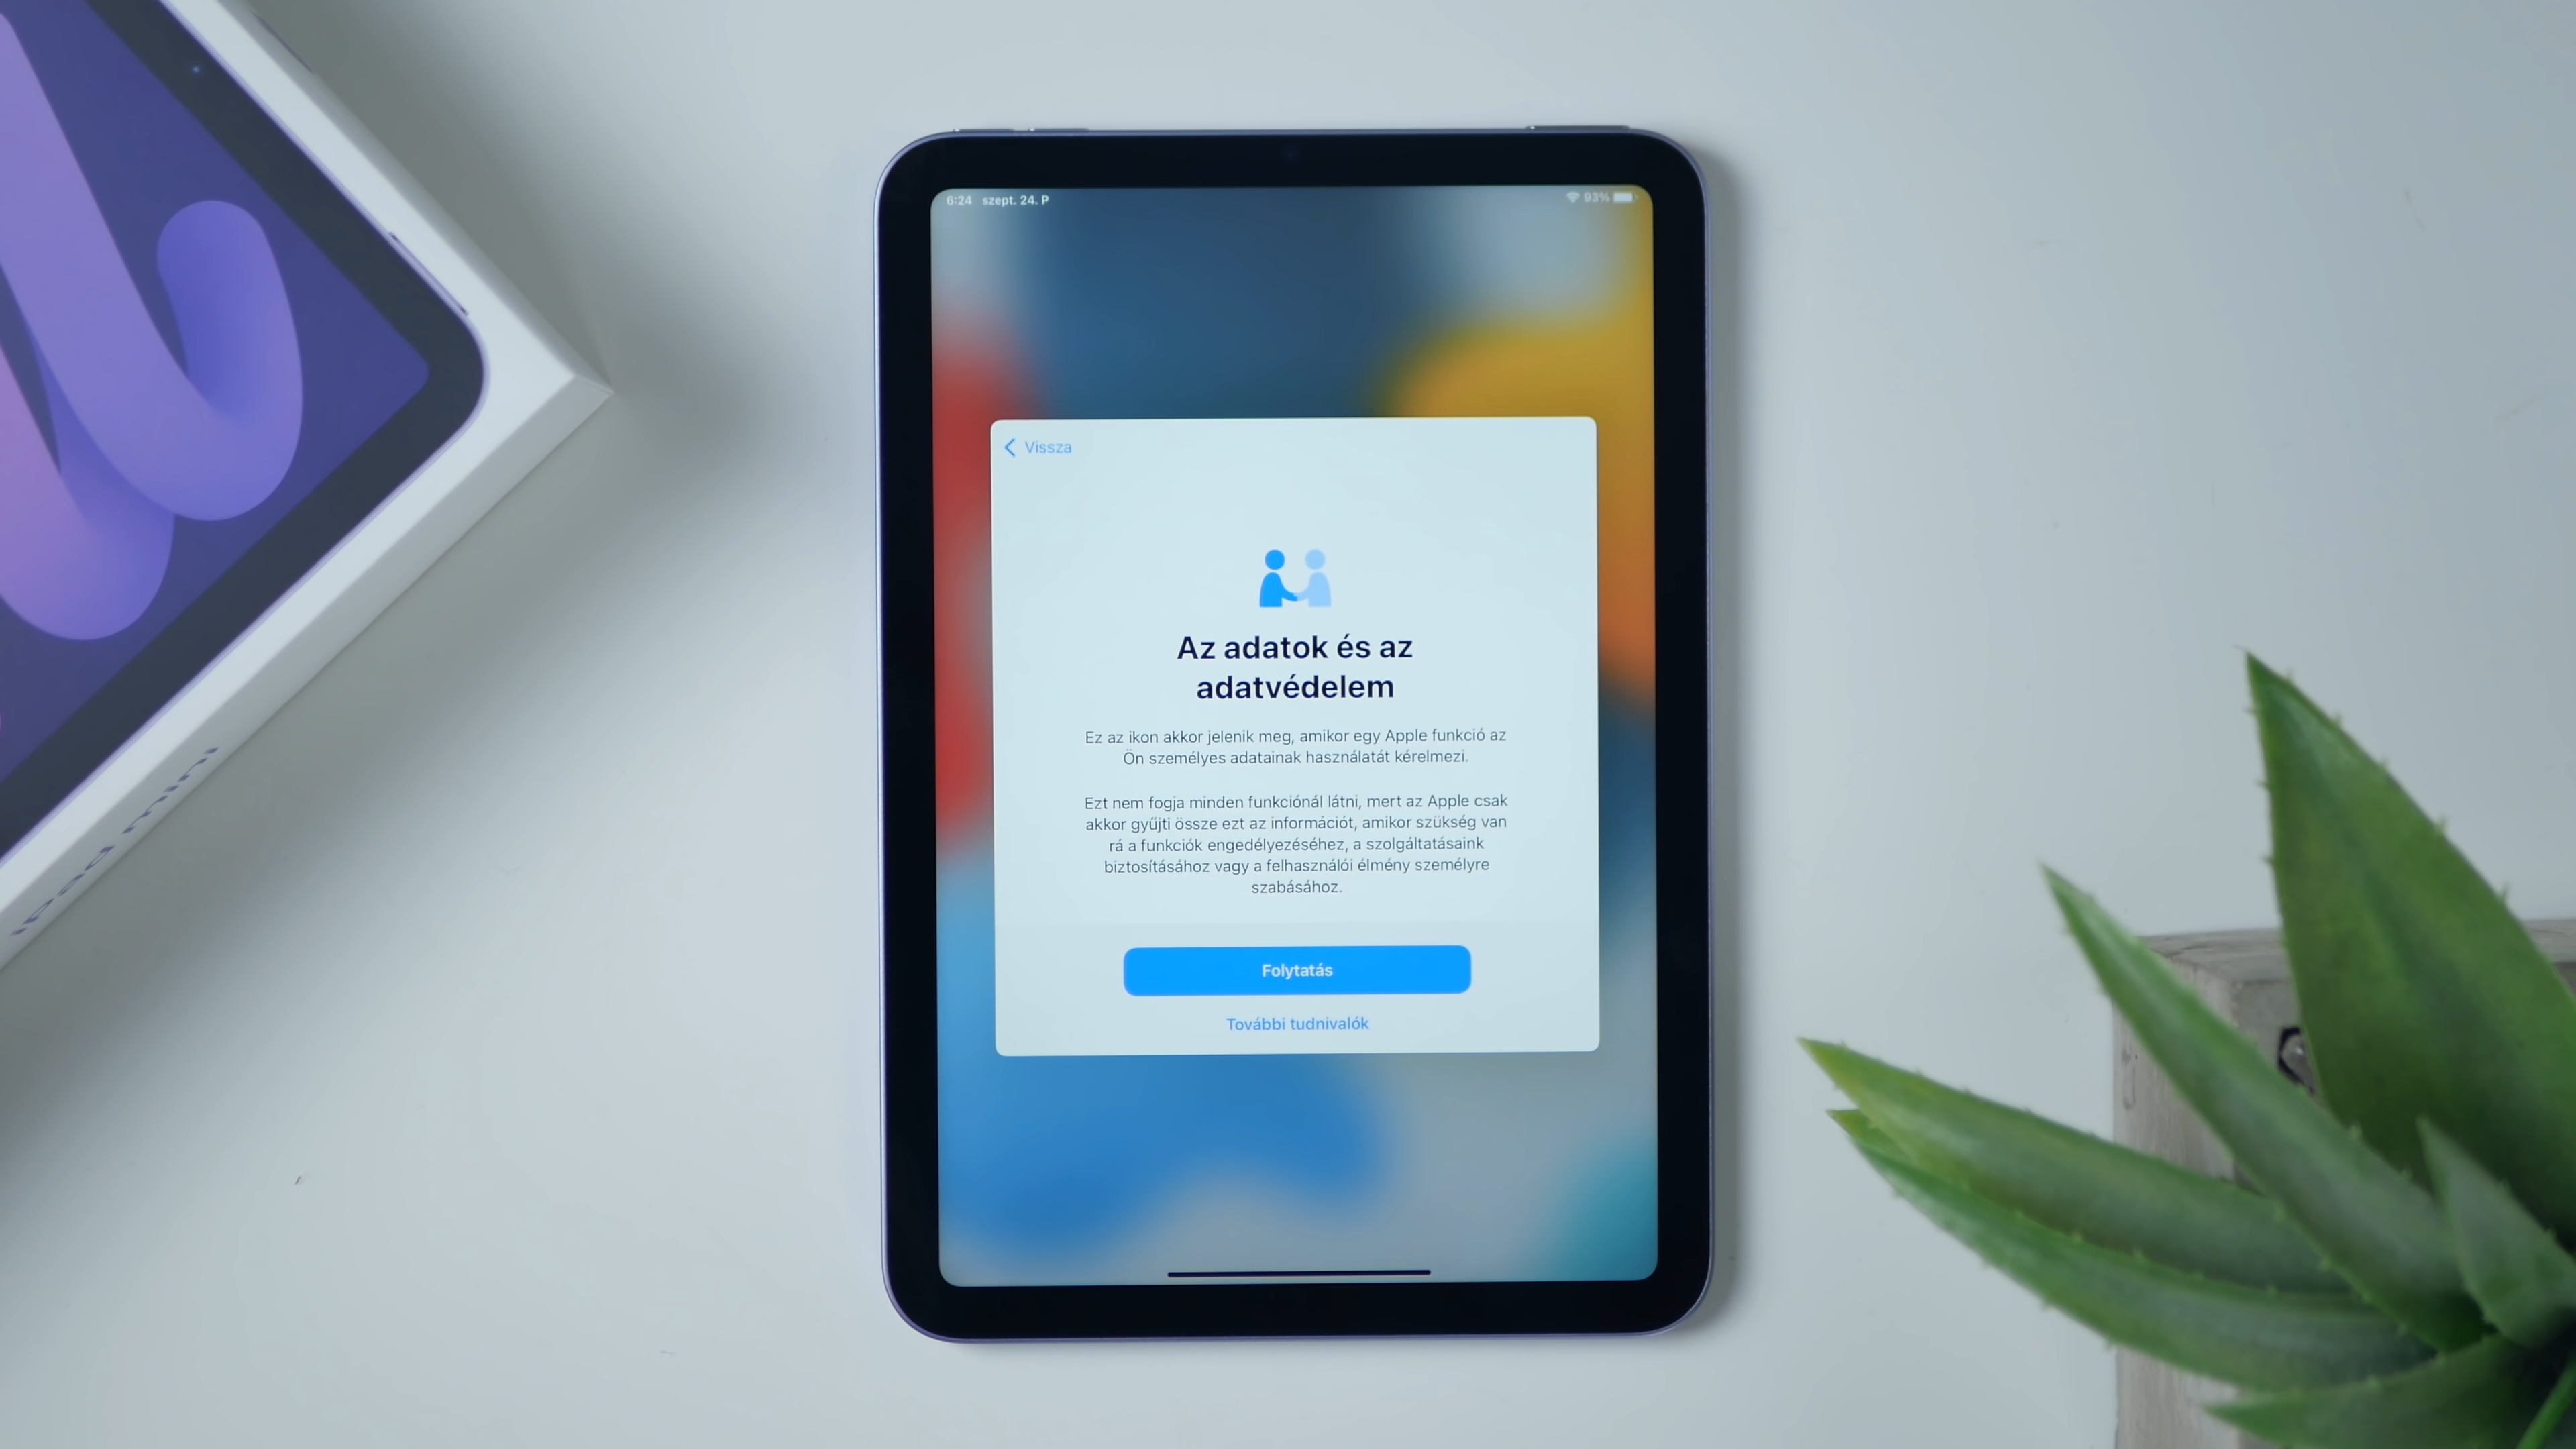 6:24 szept. 24. P
93%
Vissza
Az adatok és az
adatvédelem
Ez az ikon akkor jelenik meg, amikor egy Apple funkció az
Ön személyes adatainak használatát kérelmezi.
Ezt nem fogja minden funkciónál látni, mert az Apple csak
akkor gyűjti össze ezt az információt, amikor szükség van
rá a funkciók engedélyezéséhez, a szolgáltatásaink
biztosításához vagy a felhasználói élmény személyre
szabásához.
Folytatás
További tudnivalók
iPad mini